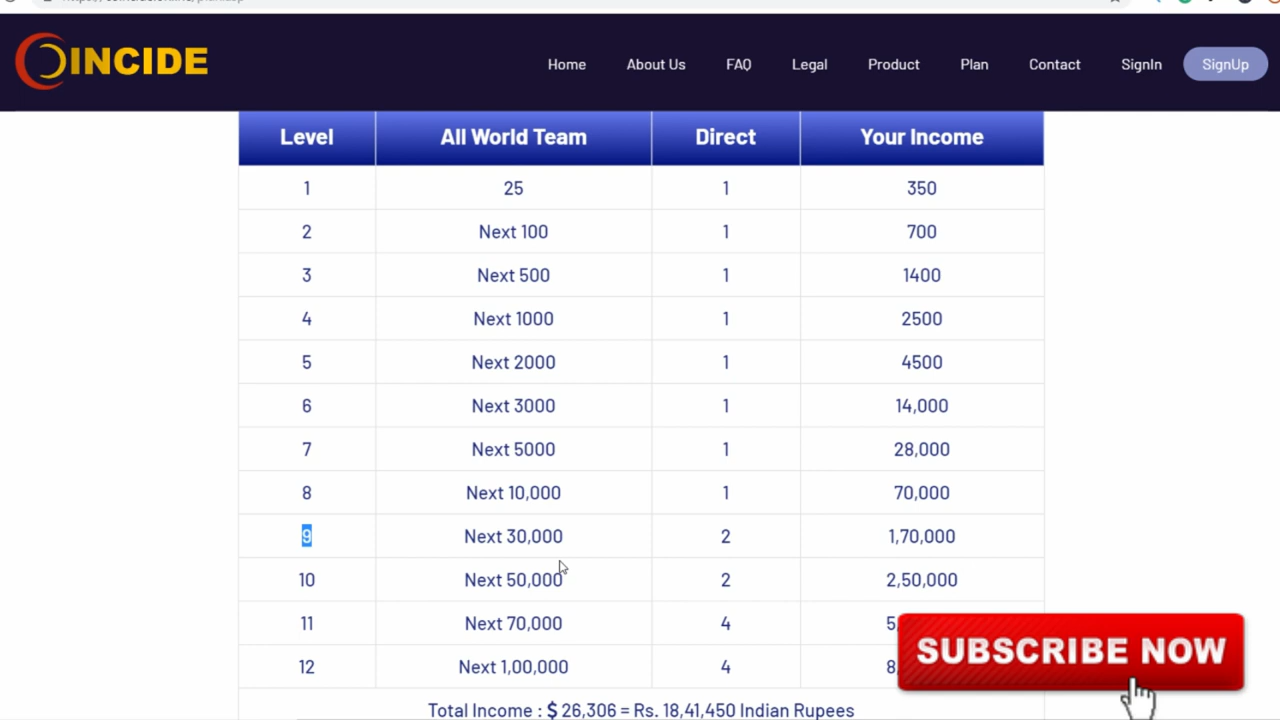 OINCIDE
Home About Us FAQ Legal Product Plan Contact SignIn SignUp
Level All World Team Direct Your Income
1 25 1 350
2 Next 100 1 700
3 Next 500 1 1400
4 Next 1000 1 2500
5 Next 2000 1 4500
6 Next 3000 1 14,000
7 Next 5000 1 28,000
8 Next 10,000 1 70,000
9 Next 30,000 2 1,70,000
10 Next 50,000 2 2,50,000
11 Next 70,000 4
12 Next 1,00,000 4
SUBSCRIBE NOW
Total Income : $ 26,306 = Rs. 18,41,450 Indian Rupees